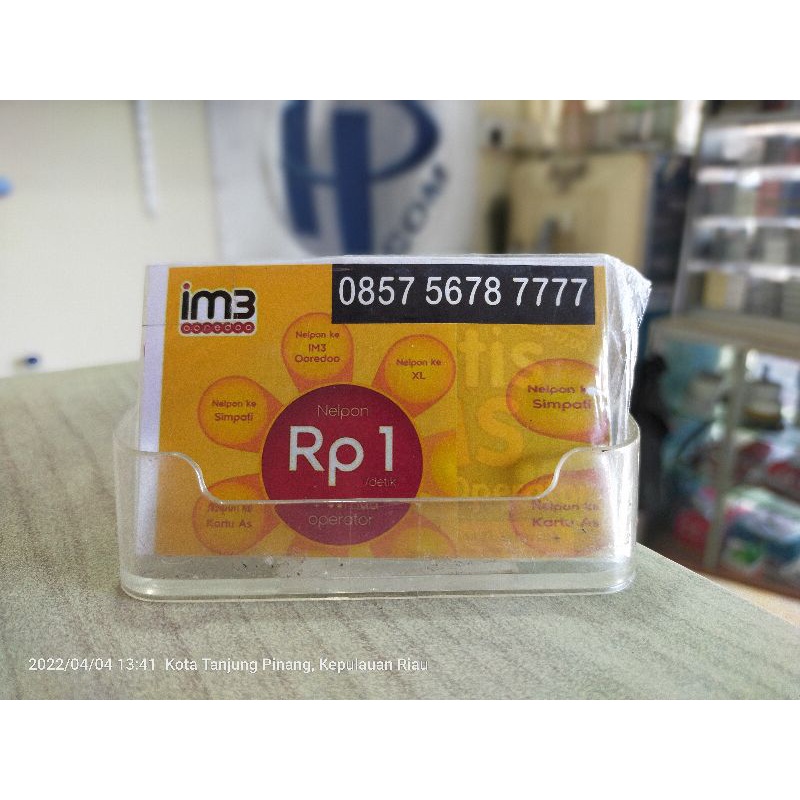 HP
COM
im3
ooredoo
0857 5678 7777
Nelpon ke
IM3
Ooredoo
Nelpon ke
XL
Nelpon ke
Simpati
Nelpon ke
Simpati
Nelpon
Rp 1
/detik
operator
Nelpon ke
Kartu As
Nelpon ke
Kartu As
2022/04/04 13:41 Kota Tanjung Pinang, Kepulauan Riau